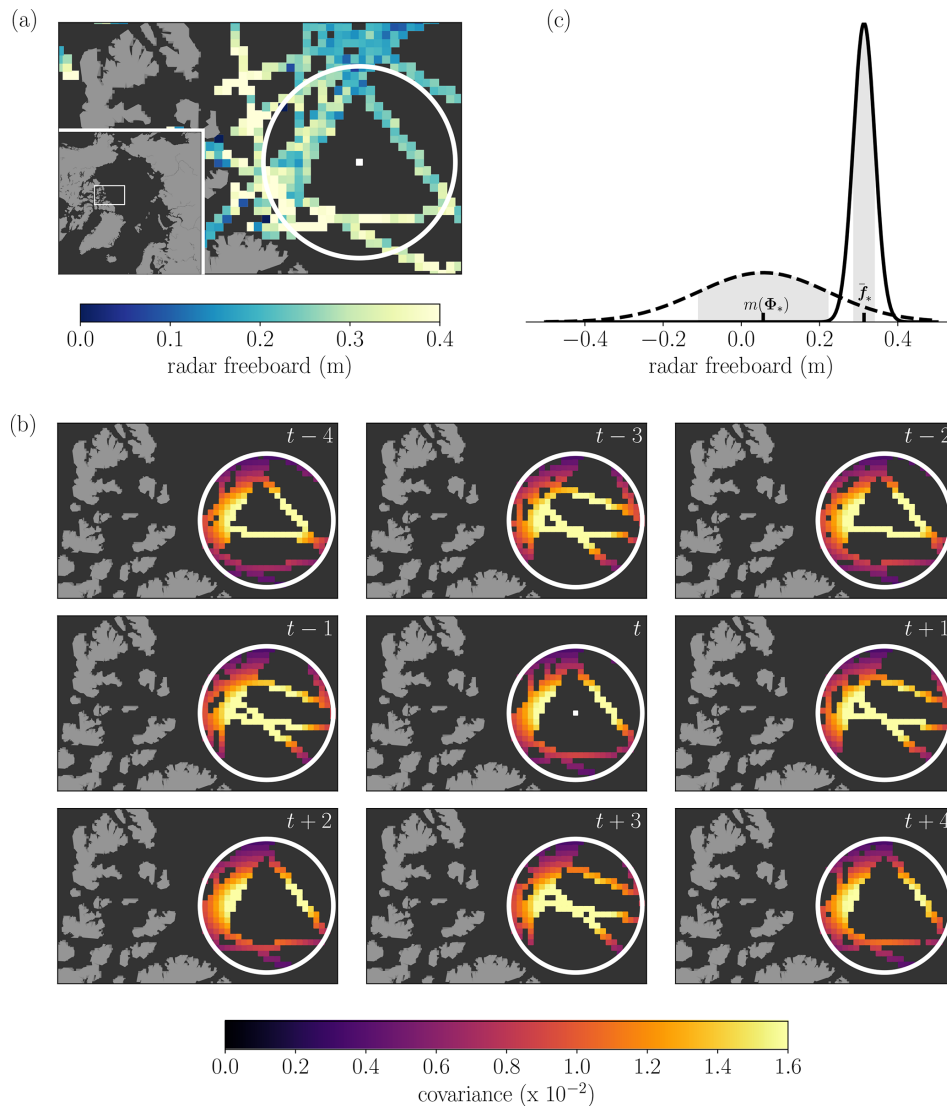 (a)
0.0 0.1 0.2 0.3 0.4
radar freeboard (m)
(c)
m(Φ*) f̄*
−0.4 −0.2 0.0 0.2 0.4
radar freeboard (m)
(b)
t − 4 t − 3 t − 2
t − 1 t t + 1
t + 2 t + 3 t + 4
0.0 0.2 0.4 0.6 0.8 1.0 1.2 1.4 1.6
covariance (x 10⁻²)